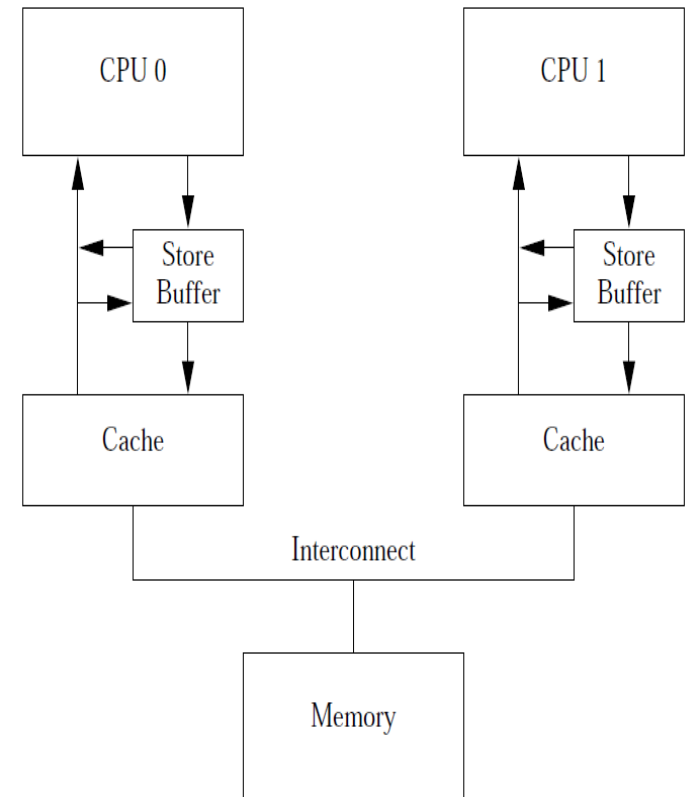 CPU 0
CPU 1
Store
Buffer
Store
Buffer
Cache
Cache
Interconnect
Memory